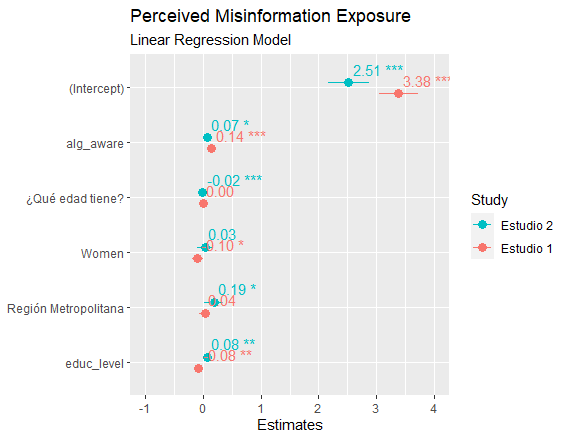 Perceived Misinformation Exposure
Linear Regression Model
(Intercept)
2.51 ***
3.38 ***
alg_aware
0.07 *
0.14 ***
¿Qué edad tiene?
-0.02 ***
0.00
Women
0.03
-0.10 *
Región Metropolitana
0.19 *
0.04
educ_level
0.08 **
-0.08 **
-1 0 1 2 3 4
Estimates
Study
Estudio 2
Estudio 1